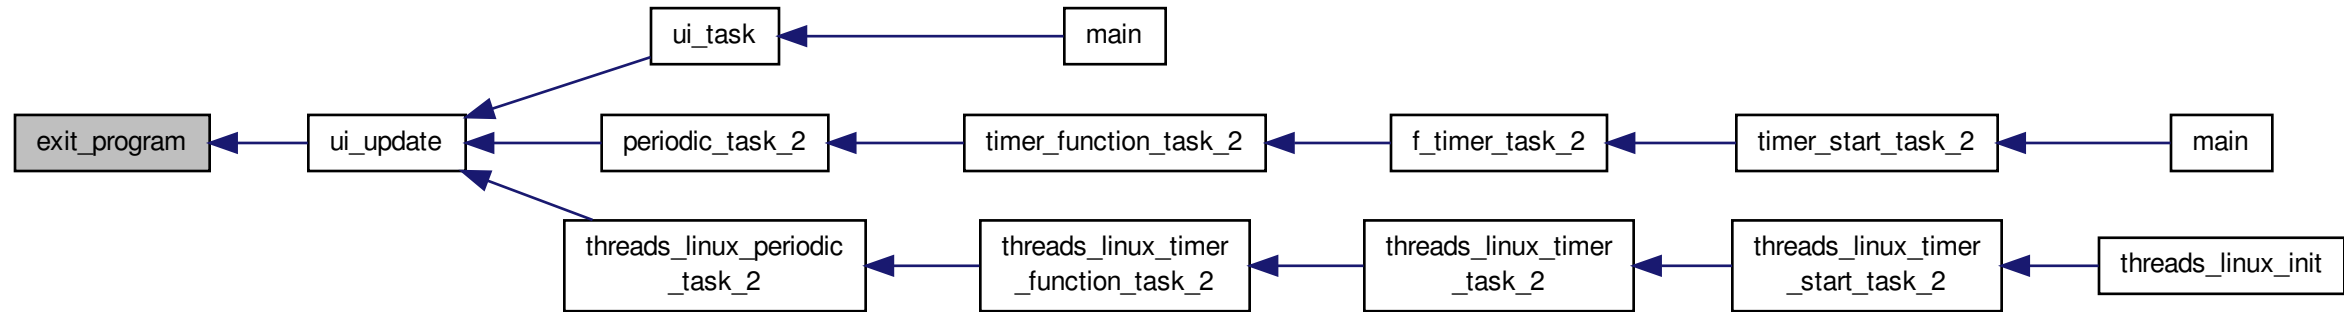 ui_task
main
exit_program
ui_update
periodic_task_2
timer_function_task_2
f_timer_task_2
timer_start_task_2
main
threads_linux_periodic
_task_2
threads_linux_timer
_function_task_2
threads_linux_timer
_task_2
threads_linux_timer
_start_task_2
threads_linux_init